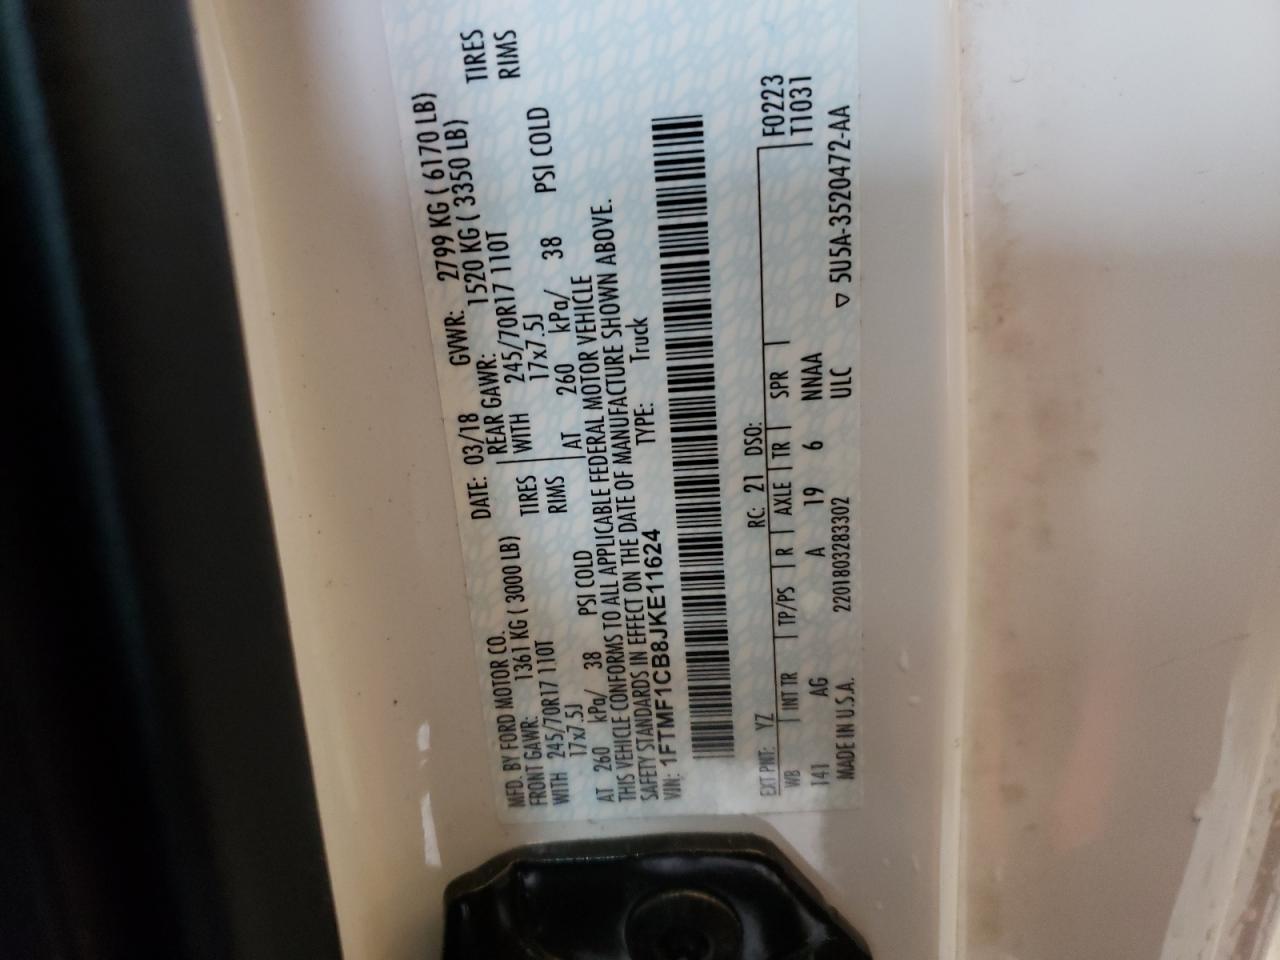 MFD. BY FORD MOTOR CO.
DATE: 03/18 GVWR: 2799 KG ( 6170 LB)
FRONT GAWR: 1361 KG ( 3000 LB)
REAR GAWR: 1520 KG ( 3350 LB)
WITH 245/70R17 110T TIRES
WITH 245/70R17 110T TIRES
17x7.5J RIMS
17x7.5J RIMS
AT 260 kPa/ 38 PSI COLD
AT 260 kPa/ 38 PSI COLD
THIS VEHICLE CONFORMS TO ALL APPLICABLE FEDERAL MOTOR VEHICLE
SAFETY STANDARDS IN EFFECT ON THE DATE OF MANUFACTURE SHOWN ABOVE.
VIN: 1FTMF1CB8JKE11624 TYPE: Truck
EXT PNT: YZ RC: 21 DSO: F0223
WB INT TR TP/PS R AXLE TR SPR T1031
141 AG A 19 6 NNAA
MADE IN U.S.A. 2201803283302 ULC ▽ 5U5A-3520472-AA